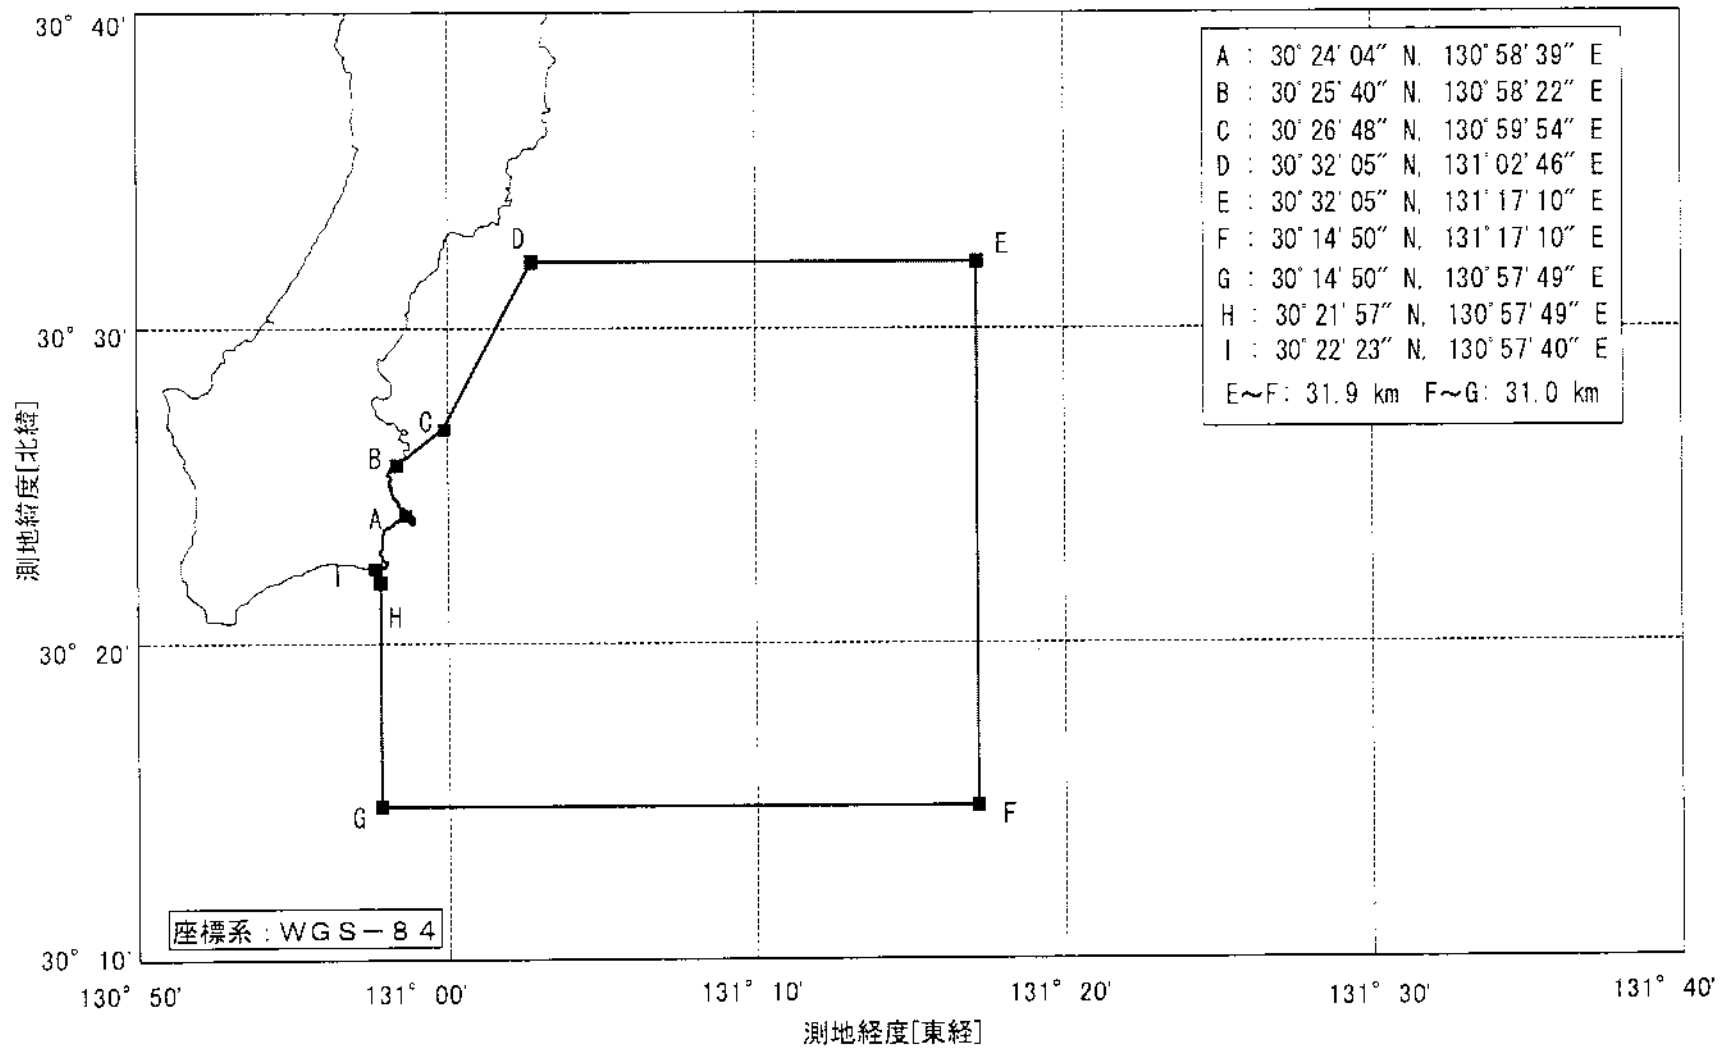 30° 40'
A : 30°24'04" N, 130°58'39" E
B : 30°25'40" N, 130°58'22" E
C : 30°26'48" N, 130°59'54" E
D : 30°32'05" N, 131°02'46" E
E : 30°32'05" N, 131°17'10" E
F : 30°14'50" N, 131°17'10" E
G : 30°14'50" N, 130°57'49" E
H : 30°21'57" N, 130°57'49" E
I : 30°22'23" N, 130°57'40" E
E~F: 31.9 km F~G: 31.0 km
D
E
30° 30'
C
B
A
I
H
30° 20'
G
F
測地緯度[北緯]
座標系:WGS-84
30° 10'
130° 50'
131° 00'
131° 10'
131° 20'
131° 30'
131° 40'
測地経度[東経]